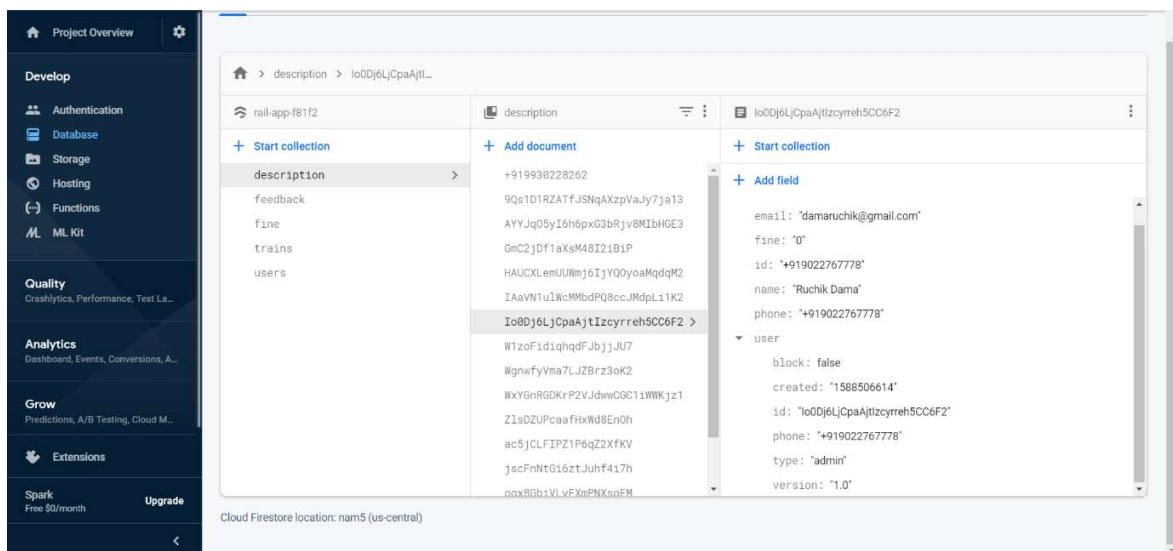 Project Overview
Develop
Authentication
Database
Storage
Hosting
Functions
ML Kit
Quality
Crashlytics, Performance, Test La...
Analytics
Dashboard, Events, Conversions, A...
Grow
Predictions, A/B Testing, Cloud M...
Extensions
Spark
Free $0/month
Upgrade
description > Io0Dj6LjCpaAjtI...
rail-app-f81f2
+ Start collection
description
feedback
fine
trains
users
description
+ Add document
+919930228262
9Qs1D1RZATfJSNqAXzpVaJy7ja13
AYYJqO5yI6h6pxG3bRjv8MIbHGE3
GmC2jDf1aXsM48I2iBiP
HAUCXLemUUWmj6IjYQOyoaMqdqM2
IAaVN1ulWcMMbdPQ8ccJMdpLi1K2
Io0Dj6LjCpaAjtIzcyrreh5CC6F2
W1zoFidiqhqdFJbjjJU7
WgnwfyVma7LJZBrz3oK2
WxYGnRGDKrP2VJdwwCGC1iWWKjz1
ZlsDZUPcaafHxWd8EnOh
ac5jCLFIPZ1P6qZ2XfKV
jscFnNtGi6ztJuhf4i7h
Io0Dj6LjCpaAjtIzcyrreh5CC6F2
+ Start collection
+ Add field
email: "damaruchik@gmail.com"
fine: "0"
id: "+919022767778"
name: "Ruchik Dama"
phone: "+919022767778"
user
block: false
created: "1588506614"
id: "Io0Dj6LjCpaAjtIzcyrreh5CC6F2"
phone: "+919022767778"
type: "admin"
version: "1.0"
Cloud Firestore location: nam5 (us-central)